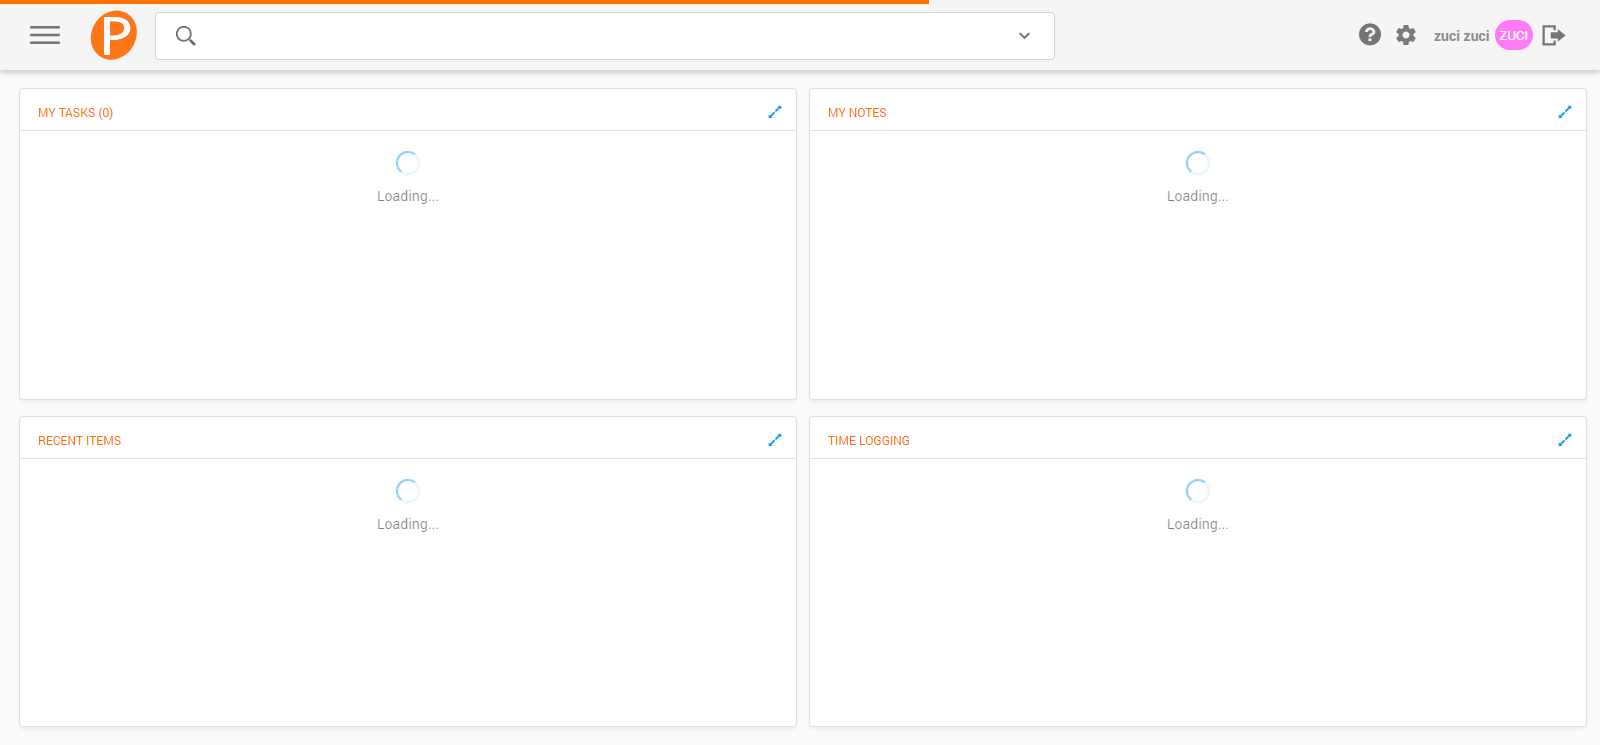 P
zuci zuci ZUCI
MY TASKS (0)
MY NOTES
Loading...
Loading...
RECENT ITEMS
TIME LOGGING
Loading...
Loading...